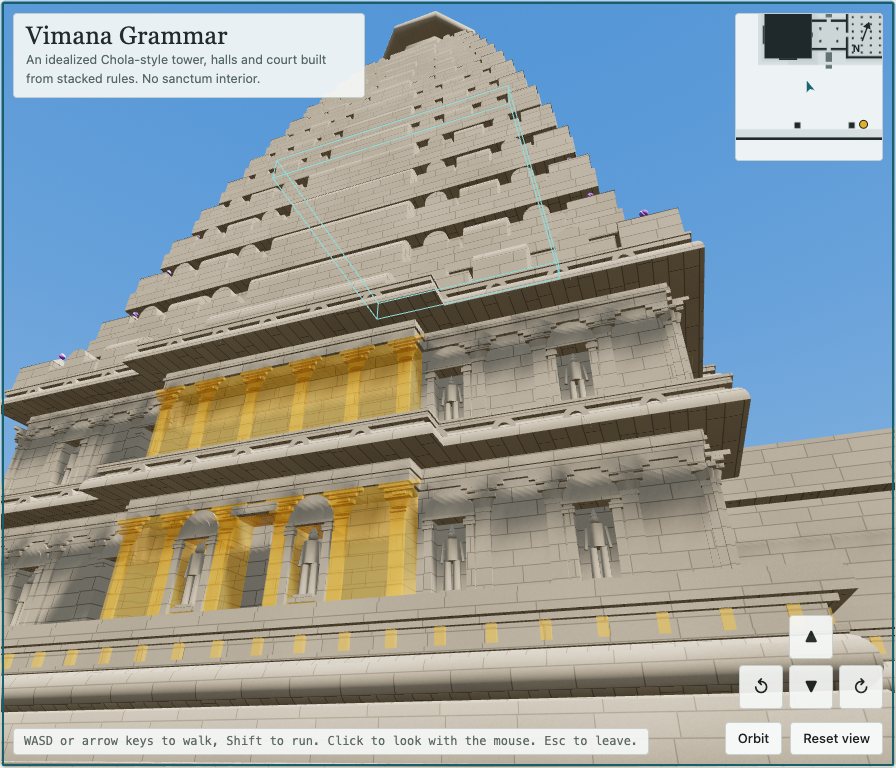 Vimana Grammar
An idealized Chola-style tower, halls and court built
from stacked rules. No sanctum interior.
N
WASD or arrow keys to walk, Shift to run. Click to look with the mouse. Esc to leave.
Orbit
Reset view